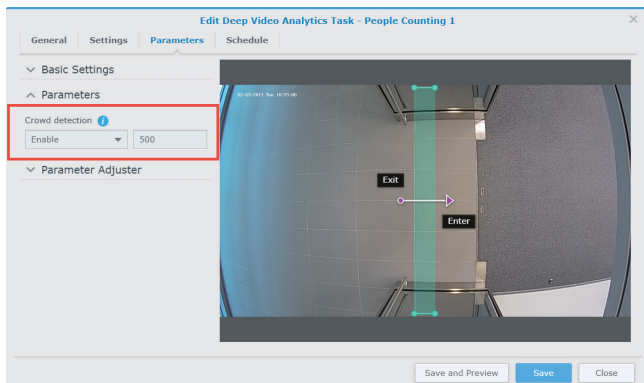 Edit Deep Video Analytics Task - People Counting 1
General Settings Parameters Schedule
Basic Settings
Parameters
Crowd detection
Enable 500
Parameter Adjuster
Exit
Enter
Save and Preview Save Close